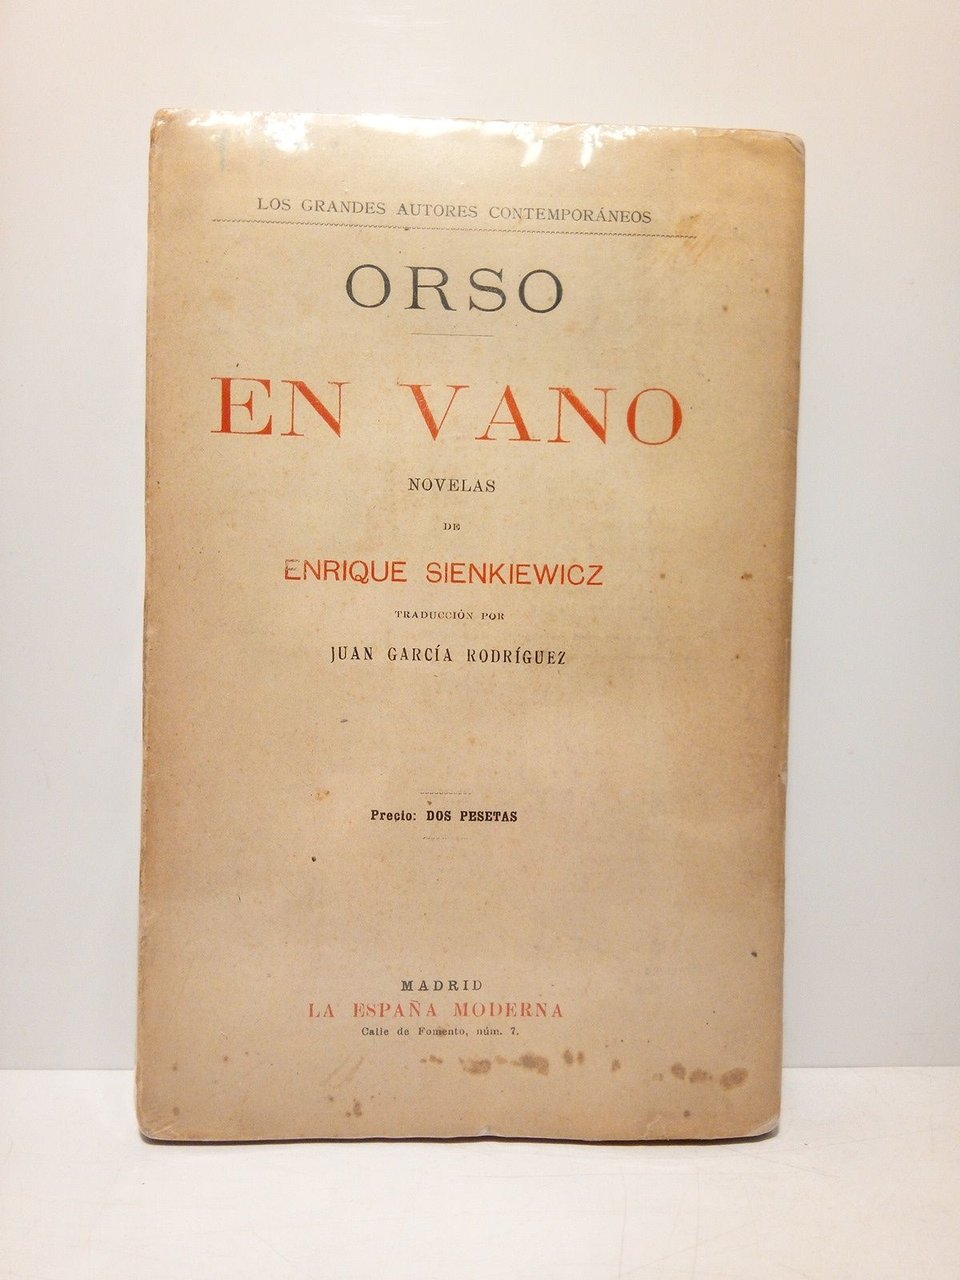 LOS GRANDES AUTORES CONTEMPORÁNEOS
ORSO
EN VANO
NOVELAS
DE
ENRIQUE SIENKIEWICZ
TRADUCCIÓN POR
JUAN GARCÍA RODRÍGUEZ
Precio: DOS PESETAS
MADRID
LA ESPAÑA MODERNA
Calle de Fomento, núm. 7.